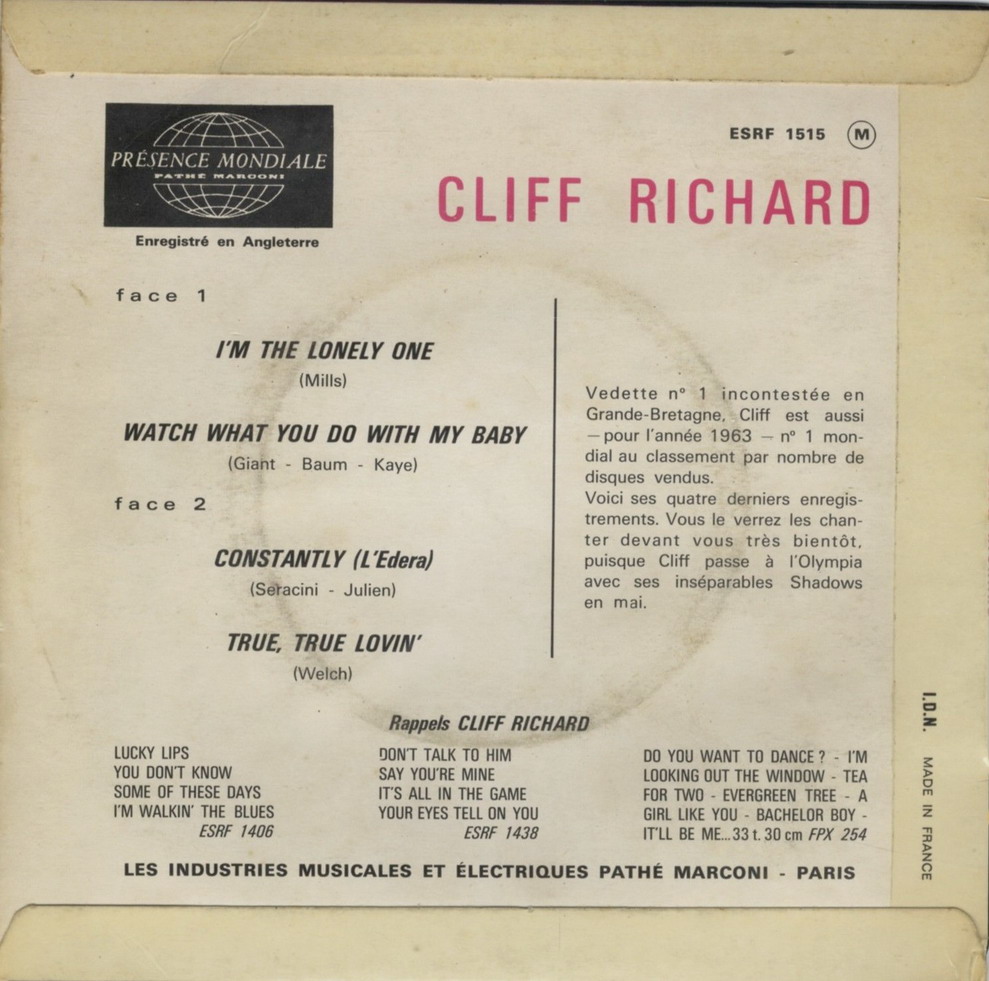 PRÉSENCE MONDIALE
PATHÉ MARCONI
Enregistré en Angleterre
ESRF 1515 M
CLIFF RICHARD
face 1
I'M THE LONELY ONE
(Mills)
WATCH WHAT YOU DO WITH MY BABY
(Giant - Baum - Kaye)
face 2
CONSTANTLY (L'Edera)
(Seracini - Julien)
TRUE, TRUE LOVIN'
(Welch)
Vedette nº 1 incontestée en
Grande-Bretagne, Cliff est aussi
— pour l'année 1963 — nº 1 mon-
dial au classement par nombre de
disques vendus.
Voici ses quatre derniers enregis-
trements. Vous le verrez les chan-
ter devant vous très bientôt,
puisque Cliff passe à l'Olympia
avec ses inséparables Shadows
en mai.
Rappels CLIFF RICHARD
LUCKY LIPS
YOU DON'T KNOW
SOME OF THESE DAYS
I'M WALKIN' THE BLUES
ESRF 1406
DON'T TALK TO HIM
SAY YOU'RE MINE
IT'S ALL IN THE GAME
YOUR EYES TELL ON YOU
ESRF 1438
DO YOU WANT TO DANCE ? - I'M
LOOKING OUT THE WINDOW - TEA
FOR TWO - EVERGREEN TREE - A
GIRL LIKE YOU - BACHELOR BOY -
IT'LL BE ME... 33 t. 30 cm FPX 254
LES INDUSTRIES MUSICALES ET ÉLECTRIQUES PATHÉ MARCONI - PARIS
I.D.N. MADE IN FRANCE